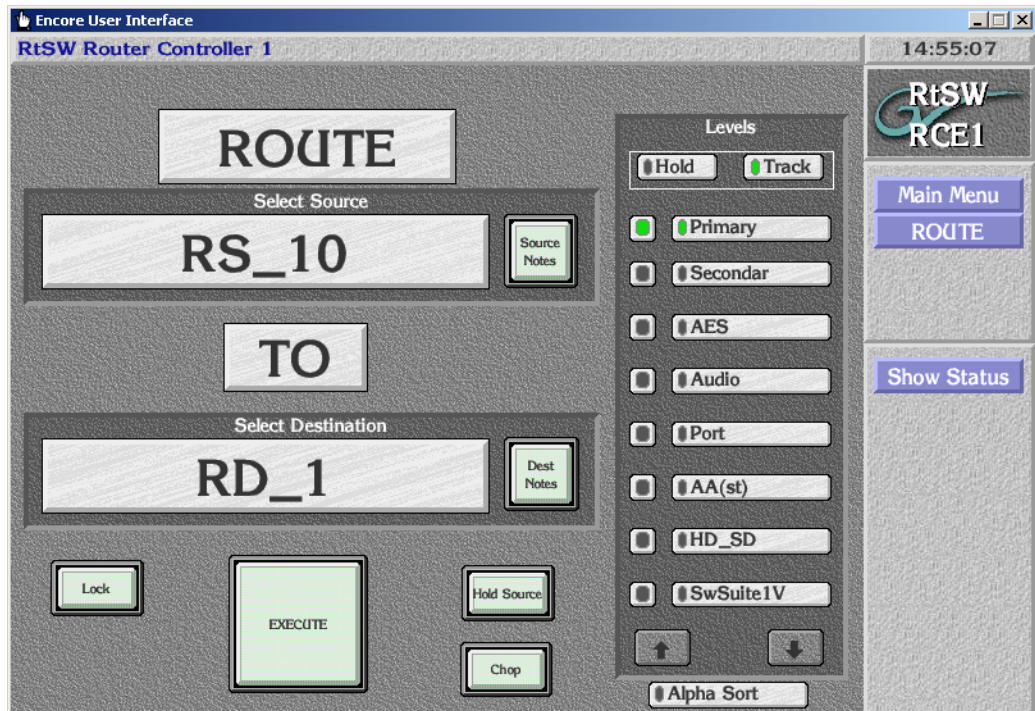 Encore User Interface
RtSW Router Controller 1
14:55:07
RtSW
RCE1
ROUTE
Select Source
RS_10
Source
Notes
TO
Select Destination
RD_1
Dest
Notes
Lock
EXECUTE
Hold Source
Chop
Levels
Hold
Track
Primary
Secondar
AES
Audio
Port
AA(st)
HD_SD
SwSuite1V
Alpha Sort
Main Menu
ROUTE
Show Status